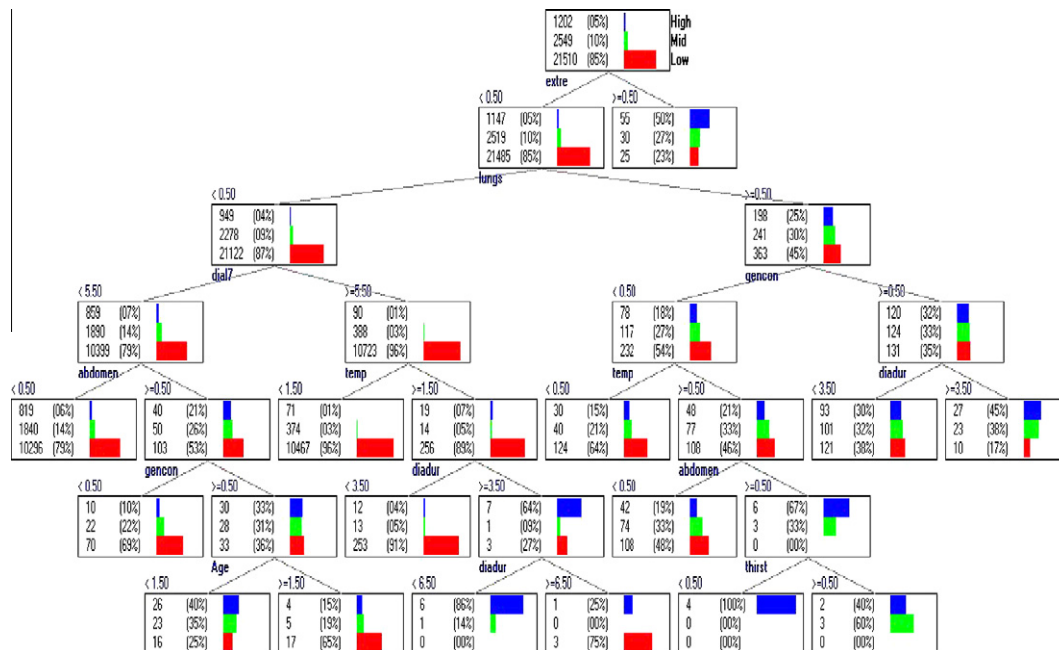 1202 (05%) High
2549 (10%) Mid
21510 (85%) Low
extre
< 0.50 >=0.50
1147 (05%) 55 (50%)
2519 (10%) 30 (27%)
21485 (85%) 25 (23%)
lungs
< 0.50 >=0.50
949 (04%) 198 (25%)
2278 (09%) 241 (30%)
21122 (87%) 363 (45%)
dial7 gencon
< 5.50 >=5.50 < 0.50 >=0.50
859 (07%) 90 (01%) 78 (18%) 120 (32%)
1890 (14%) 388 (03%) 117 (27%) 124 (33%)
10399 (79%) 10723 (96%) 232 (54%) 131 (35%)
abdomen temp temp diadur
< 0.50 >=0.50 < 1.50 >=1.50 < 0.50 >=0.50 < 3.50 >=3.50
819 (06%) 40 (21%) 71 (01%) 19 (07%) 30 (15%) 48 (21%) 93 (30%) 27 (45%)
1840 (14%) 50 (26%) 374 (03%) 14 (05%) 40 (21%) 77 (33%) 101 (32%) 23 (38%)
10296 (79%) 103 (53%) 10467 (96%) 256 (89%) 124 (64%) 108 (46%) 121 (38%) 10 (17%)
gencon diadur abdomen
< 0.50 >=0.50 < 3.50 >=3.50 < 0.50 >=0.50
10 (10%) 30 (33%) 12 (04%) 7 (64%) 42 (19%) 6 (67%)
22 (22%) 28 (31%) 13 (05%) 1 (09%) 74 (33%) 3 (33%)
70 (69%) 33 (36%) 253 (91%) 3 (27%) 108 (48%) 0 (00%)
Age diadur thirst
< 1.50 >=1.50 < 6.50 >=6.50 < 0.50 >=0.50
26 (40%) 4 (15%) 6 (86%) 1 (25%) 4 (100%) 2 (40%)
23 (35%) 5 (19%) 1 (14%) 0 (00%) 0 (00%) 3 (60%)
16 (25%) 17 (65%) 0 (00%) 3 (75%) 0 (00%) 0 (00%)